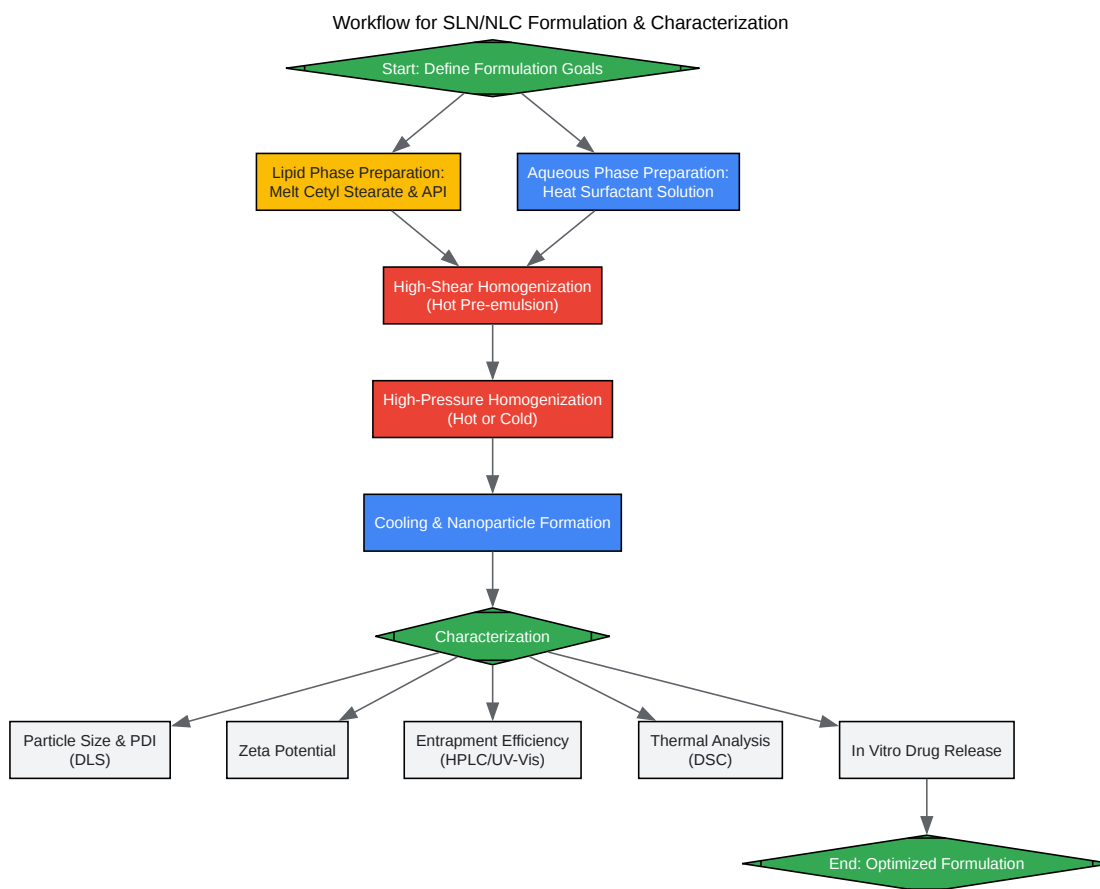 Workflow for SLN/NLC Formulation & Characterization
Start: Define Formulation Goals
Lipid Phase Preparation:
Melt Cetyl Stearate & API
Aqueous Phase Preparation:
Heat Surfactant Solution
High-Shear Homogenization
(Hot Pre-emulsion)
High-Pressure Homogenization
(Hot or Cold)
Cooling & Nanoparticle Formation
Characterization
Particle Size & PDI
(DLS)
Zeta Potential
Entrapment Efficiency
(HPLC/UV-Vis)
Thermal Analysis
(DSC)
In Vitro Drug Release
End: Optimized Formulation